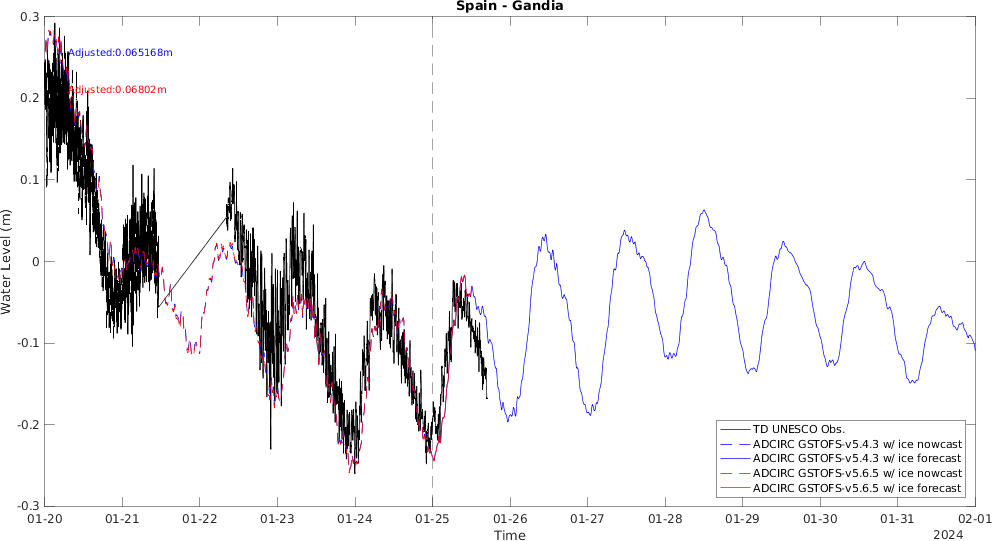 Spain - Gandia
0.3
0.2
0.1
0
-0.1
-0.2
-0.3
Water Level (m)
Adjusted:0.065168m
Adjusted:0.06802m
TD UNESCO Obs.
ADCIRC GSTOFS-v5.4.3 w/ ice nowcast
ADCIRC GSTOFS-v5.4.3 w/ ice forecast
ADCIRC GSTOFS-v5.6.5 w/ ice nowcast
ADCIRC GSTOFS-v5.6.5 w/ ice forecast
01-20 01-21 01-22 01-23 01-24 01-25 01-26 01-27 01-28 01-29 01-30 01-31 02-01
Time
2024